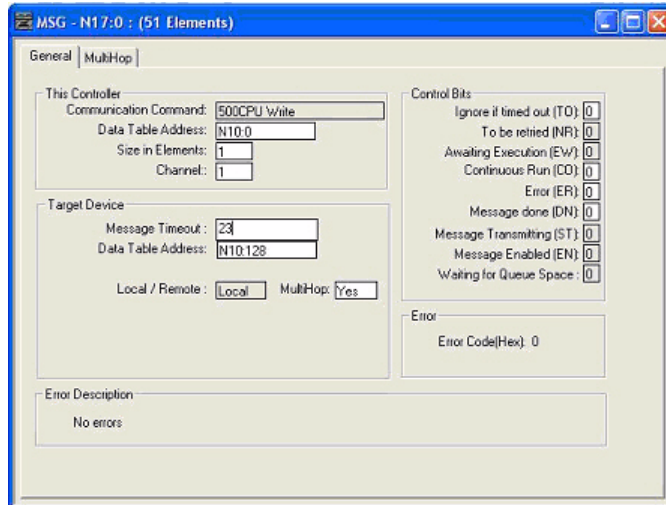 MSG - N17:0 : (51 Elements)
General MultiHop
This Controller
Communication Command: 500CPU Write
Data Table Address: N10:0
Size in Elements: 1
Channel:: 1
Target Device
Message Timeout : 23
Data Table Address: N10:128
Local / Remote : Local MultiHop: Yes
Control Bits
Ignore if timed out (TO): 0
To be retried (NR): 0
Awaiting Execution (EW): 0
Continuous Run (CO): 0
Error (ER): 0
Message done (DN): 0
Message Transmitting (ST): 0
Message Enabled (EN): 0
Waiting for Queue Space : 0
Error
Error Code(Hex): 0
Error Description
No errors